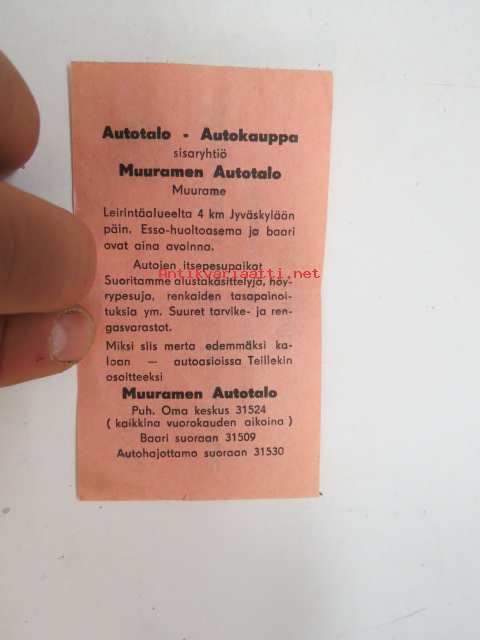 Autotalo - Autokauppa
sisaryhtiö
Muuramen Autotalo
Muurame
Leirintäalueelta 4 km Jyväskylään
päin. Esso-huoltoasema ja baari
ovat aina avoinna.
Autojen itsepesupaikat
Antikvariaatti.net
Suoritamme alustakäsittelyjä, höy-
rypesuja, renkaiden tasapainoi-
tuksia ym. Suuret tarvike- ja ren-
gasvarastot.
Miksi siis merta edemmäksi ka-
laan — autoasioissa Teillekin
osoitteeksi
Muuramen Autotalo
Puh. Oma keskus 31524
( kaikkina vuorokauden aikoina )
Baari suoraan 31509
Autohajottamo suoraan 31530